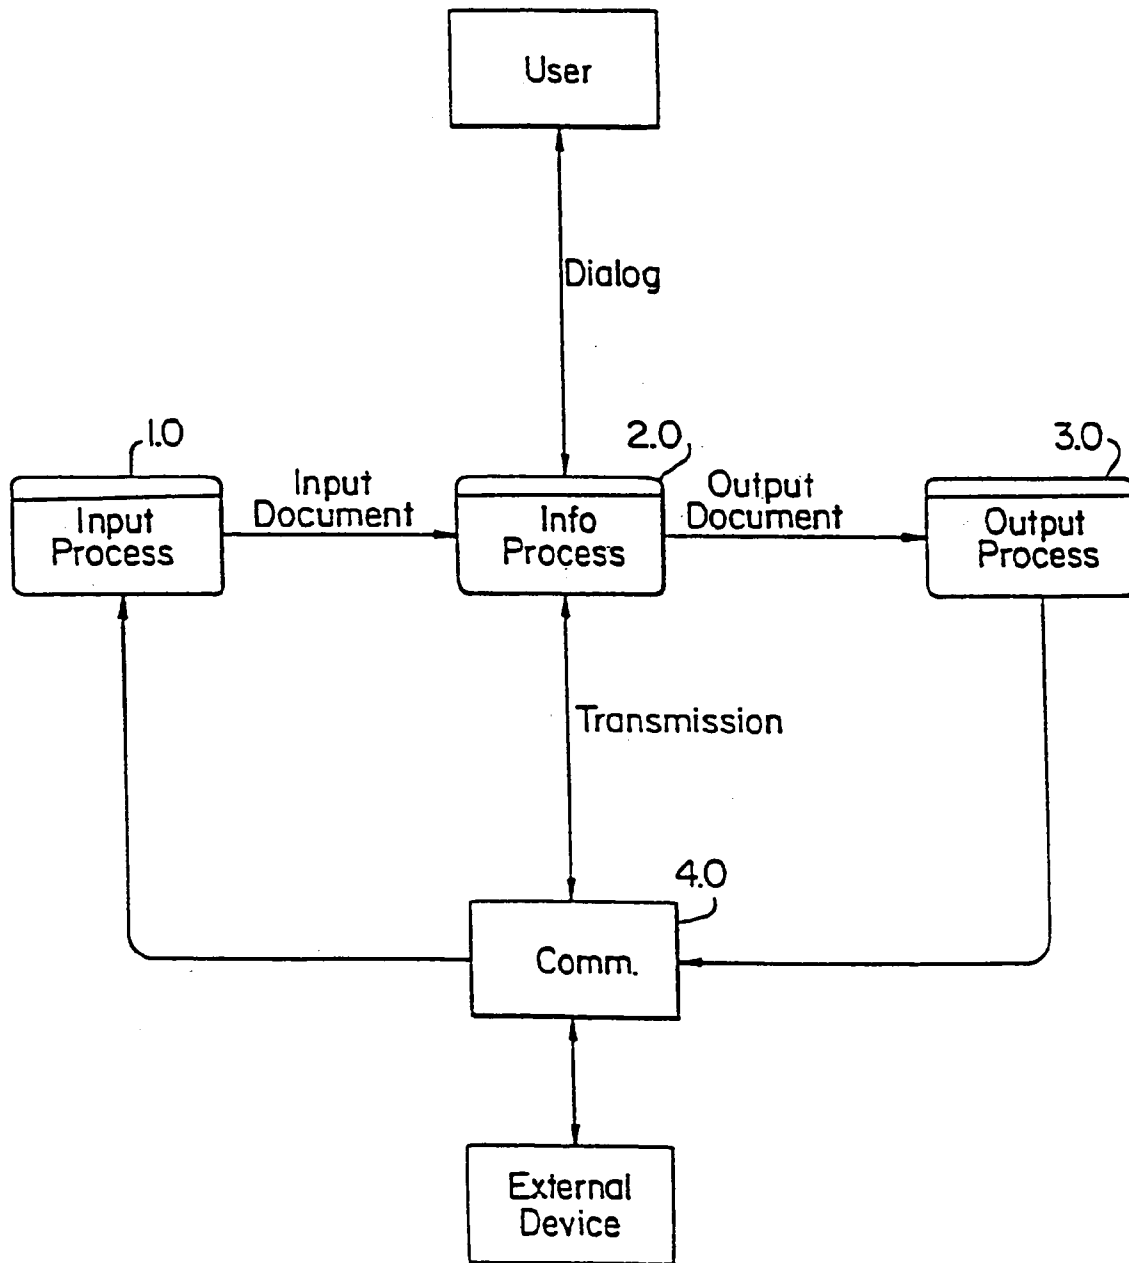 User
Dialog
1.0
2.0
3.0
Input
Document
Output
Document
Input
Process
Info
Process
Output
Process
Transmission
4.0
Comm.
External
Device